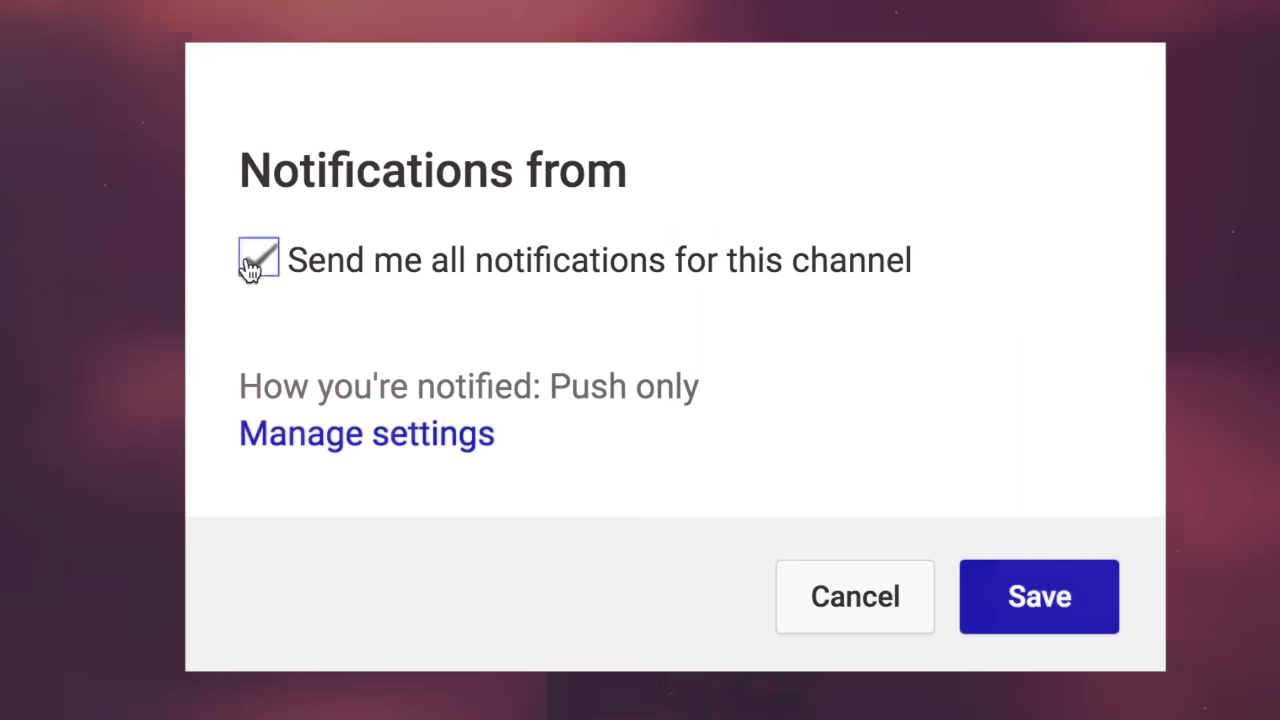 Notifications from
Send me all notifications for this channel
How you're notified: Push only
Manage settings
Cancel Save